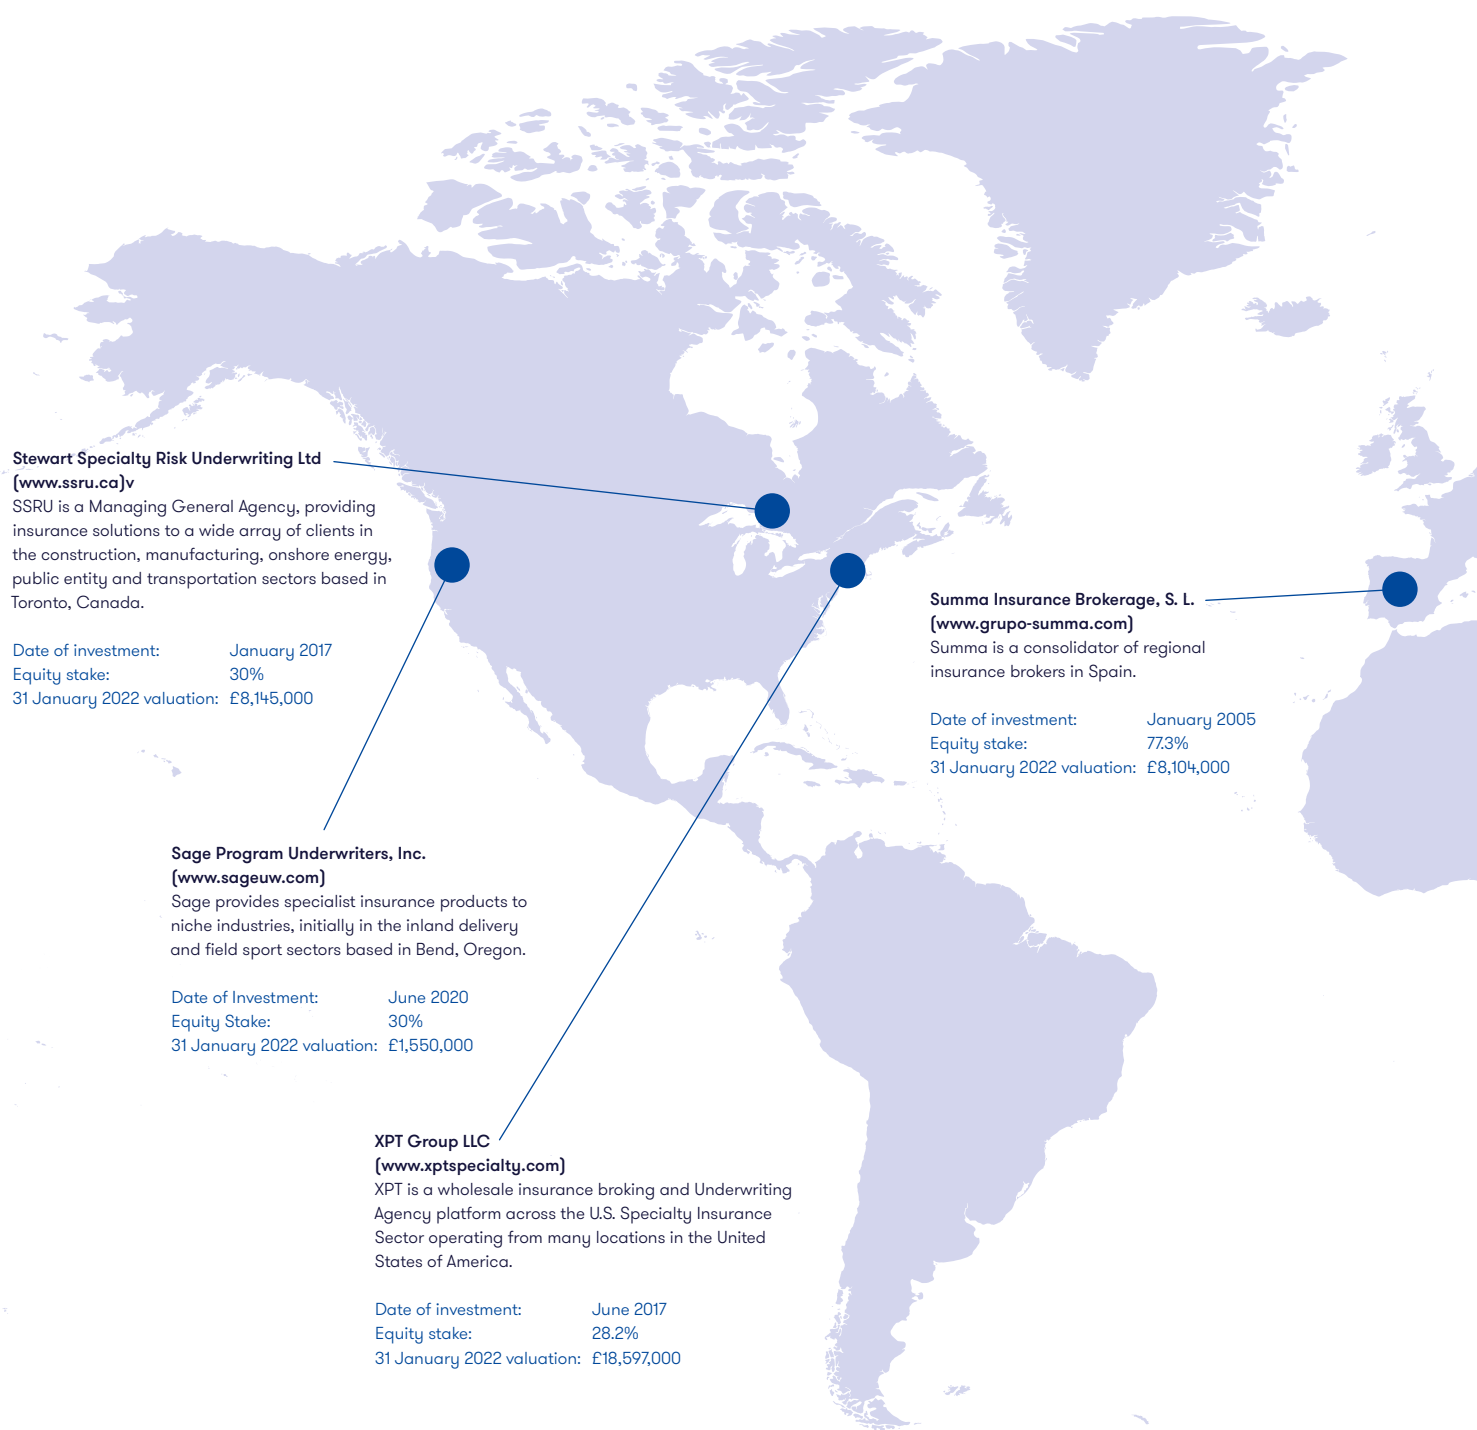 Stewart Specialty Risk Underwriting Ltd
(www.ssru.ca)v
SSRU is a Managing General Agency, providing
insurance solutions to a wide array of clients in
the construction, manufacturing, onshore energy,
public entity and transportation sectors based in
Toronto, Canada.
Date of investment: January 2017
Equity stake: 30%
31 January 2022 valuation: £8,145,000
Summa Insurance Brokerage, S. L.
(www.grupo-summa.com)
Summa is a consolidator of regional
insurance brokers in Spain.
Date of investment: January 2005
Equity stake: 77.3%
31 January 2022 valuation: £8,104,000
Sage Program Underwriters, Inc.
(www.sageuw.com)
Sage provides specialist insurance products to
niche industries, initially in the inland delivery
and field sport sectors based in Bend, Oregon.
Date of Investment: June 2020
Equity Stake: 30%
31 January 2022 valuation: £1,550,000
XPT Group LLC
(www.xptspecialty.com)
XPT is a wholesale insurance broking and Underwriting
Agency platform across the U.S. Specialty Insurance
Sector operating from many locations in the United
States of America.
Date of investment: June 2017
Equity stake: 28.2%
31 January 2022 valuation: £18,597,000